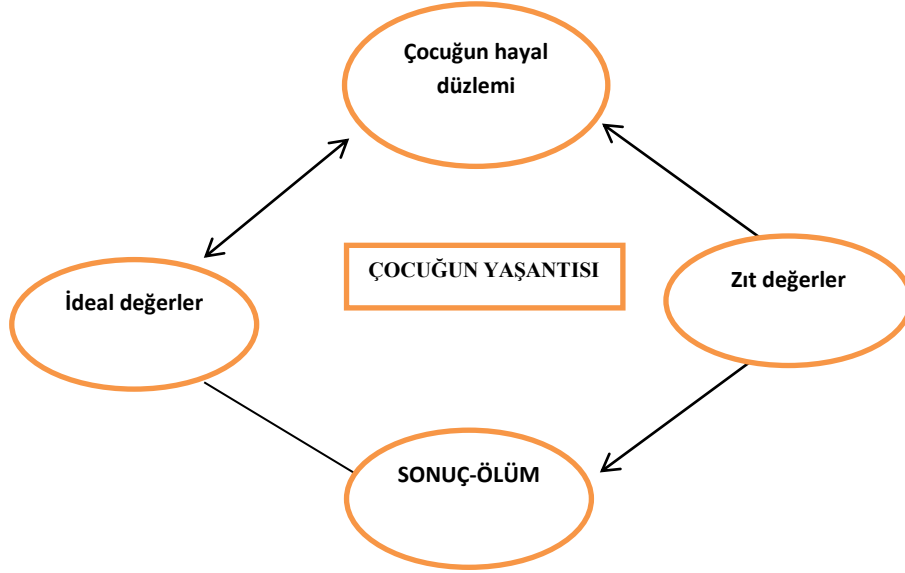 Çocuğun hayal
düzlemi
ÇOCUĞUN YAŞANTISI
Zıt değerler
İdeal değerler
SONUÇ-ÖLÜM